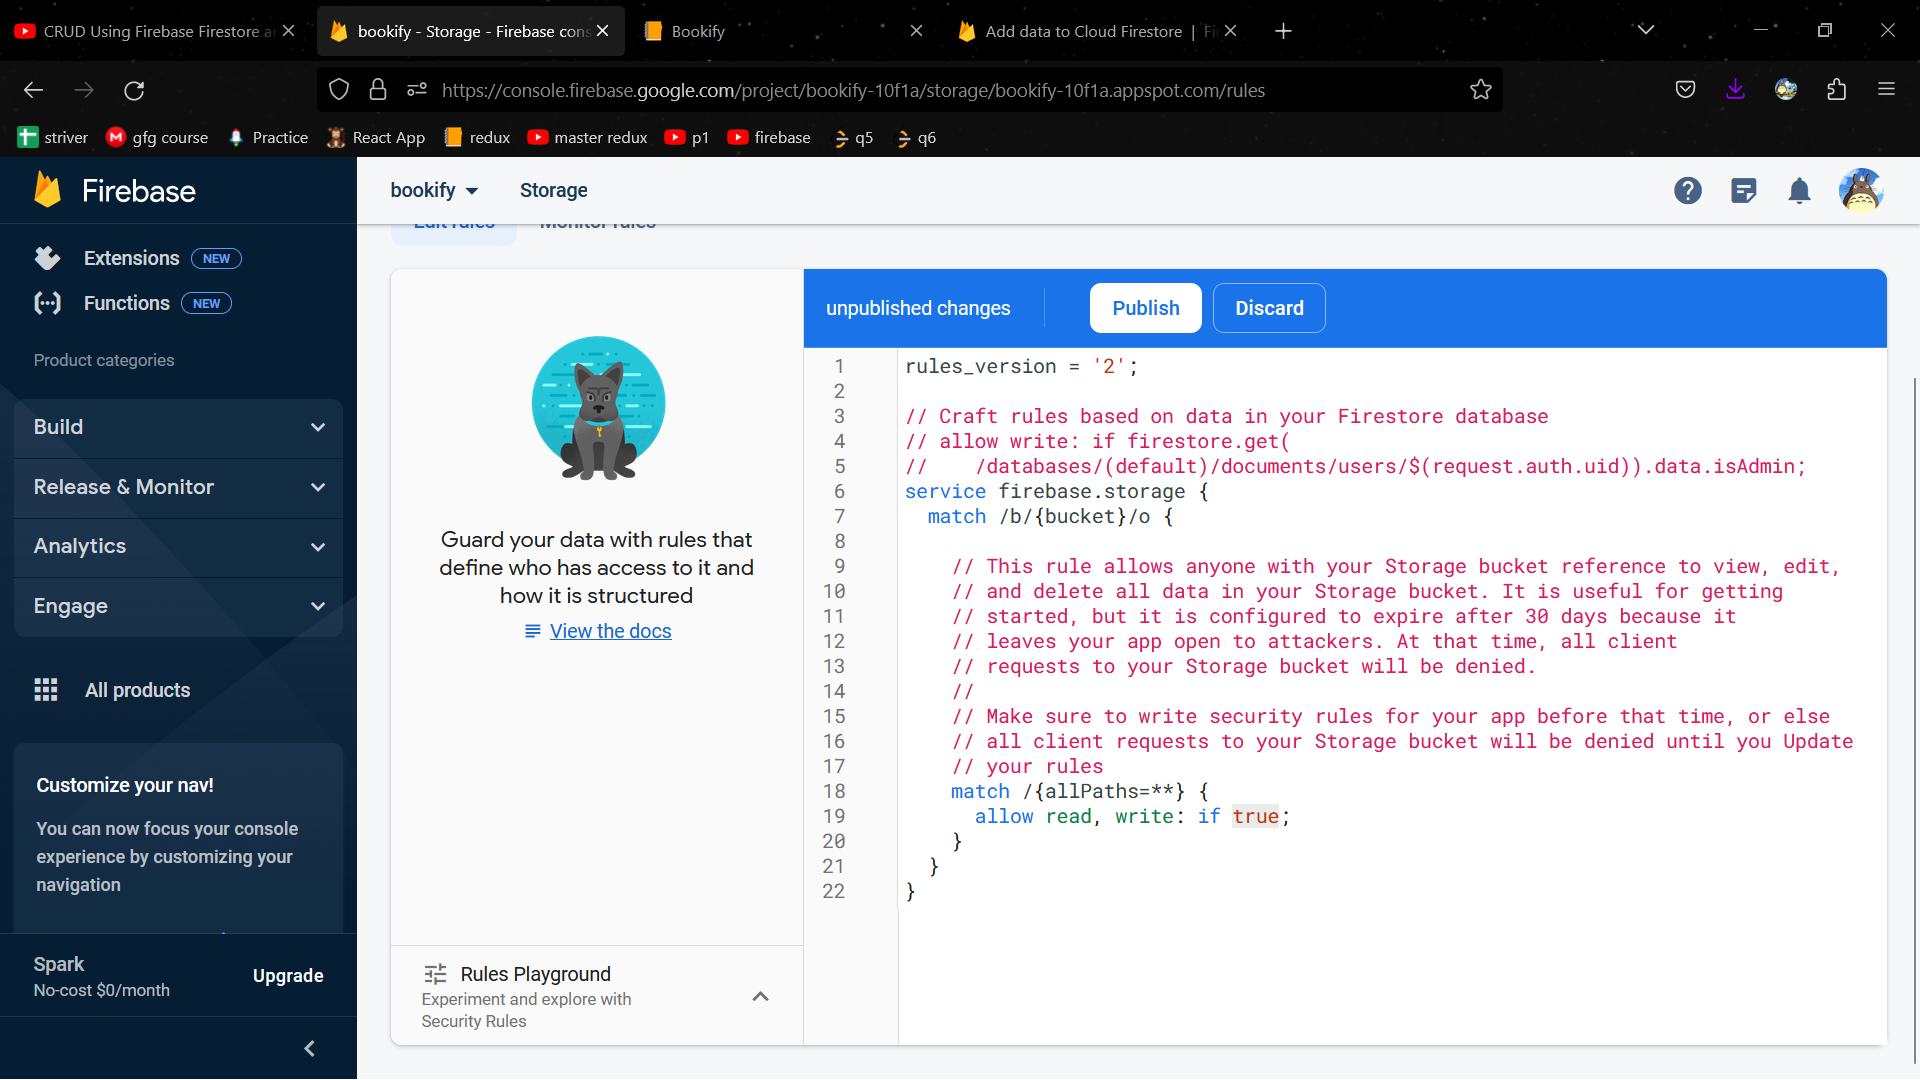 CRUD Using Firebase Firestore a
bookify - Storage - Firebase cons
Bookify
Add data to Cloud Firestore | Fi
https://console.firebase.google.com/project/bookify-10f1a/storage/bookify-10f1a.appspot.com/rules
striver
gfg course
Practice
React App
redux
master redux
p1
firebase
q5
q6
Firebase
bookify
Storage
Edit rules
Monitor rules
Extensions NEW
Functions NEW
Product categories
Build
Release & Monitor
Analytics
Engage
All products
Customize your nav!
You can now focus your console
experience by customizing your
navigation
Spark
No-cost $0/month
Upgrade
Guard your data with rules that
define who has access to it and
how it is structured
View the docs
Rules Playground
Experiment and explore with
Security Rules
unpublished changes
Publish
Discard
1 rules_version = '2';
2
3 // Craft rules based on data in your Firestore database
4 // allow write: if firestore.get(
5 //    /databases/(default)/documents/users/$(request.auth.uid)).data.isAdmin;
6 service firebase.storage {
7   match /b/{bucket}/o {
8
9     // This rule allows anyone with your Storage bucket reference to view, edit,
10     // and delete all data in your Storage bucket. It is useful for getting
11     // started, but it is configured to expire after 30 days because it
12     // leaves your app open to attackers. At that time, all client
13     // requests to your Storage bucket will be denied.
14     //
15     // Make sure to write security rules for your app before that time, or else
16     // all client requests to your Storage bucket will be denied until you Update
17     // your rules
18     match /{allPaths=**} {
19       allow read, write: if true;
20     }
21   }
22 }